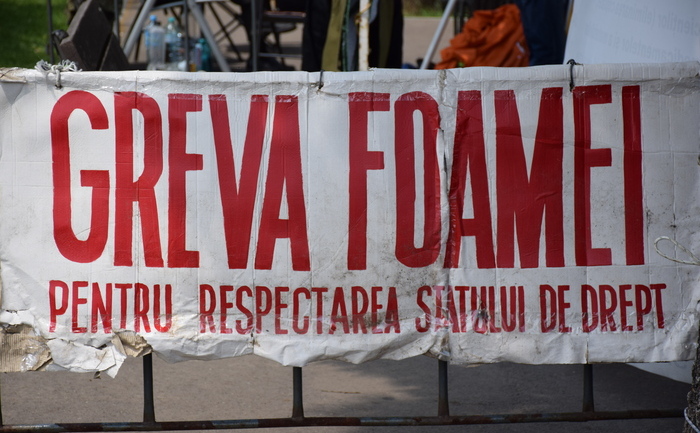 GREVA FOAMEI
PENTRU RESPECTAREA STATULUI DE DREPT